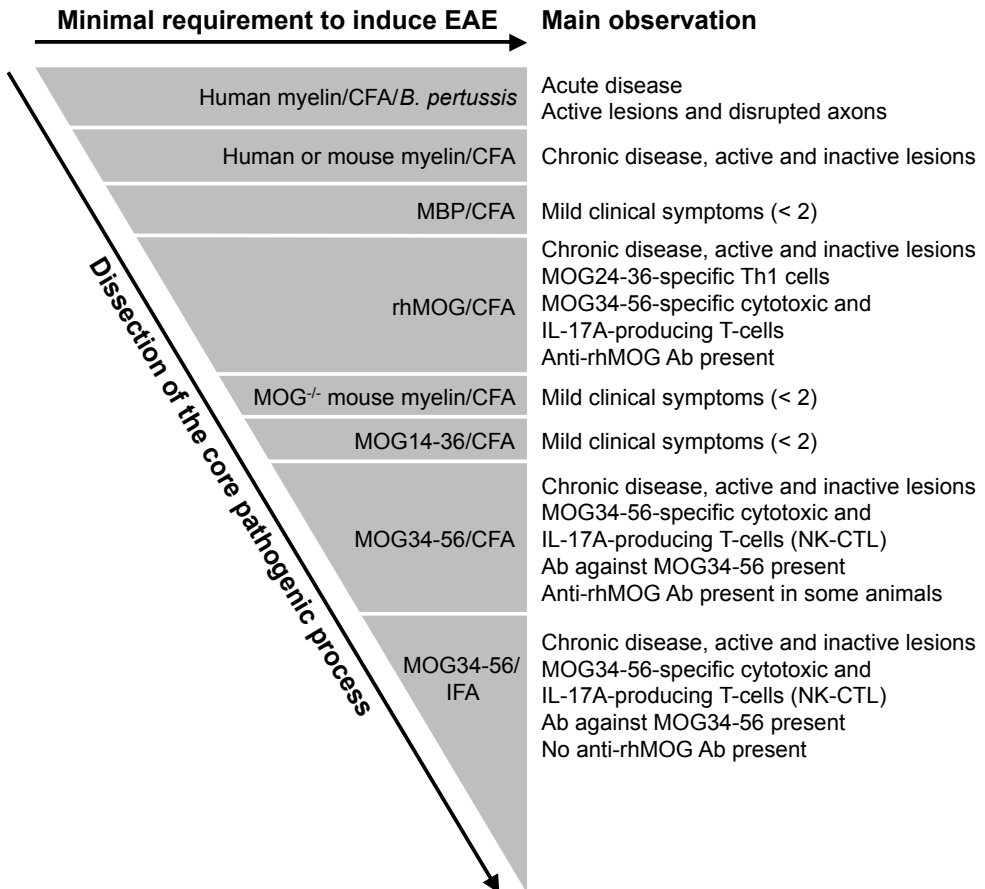 Minimal requirement to induce EAE
Main observation
Dissection of the core pathogenic process
Human myelin/CFA/B. pertussis
Acute disease
Active lesions and disrupted axons
Human or mouse myelin/CFA
Chronic disease, active and inactive lesions
MBP/CFA
Mild clinical symptoms (< 2)
rhMOG/CFA
Chronic disease, active and inactive lesions
MOG24-36-specific Th1 cells
MOG34-56-specific cytotoxic and
IL-17A-producing T-cells
Anti-rhMOG Ab present
MOG-/- mouse myelin/CFA
Mild clinical symptoms (< 2)
MOG14-36/CFA
Mild clinical symptoms (< 2)
MOG34-56/CFA
Chronic disease, active and inactive lesions
MOG34-56-specific cytotoxic and
IL-17A-producing T-cells (NK-CTL)
Ab against MOG34-56 present
Anti-rhMOG Ab present in some animals
MOG34-56/
IFA
Chronic disease, active and inactive lesions
MOG34-56-specific cytotoxic and
IL-17A-producing T-cells (NK-CTL)
Ab against MOG34-56 present
No anti-rhMOG Ab present